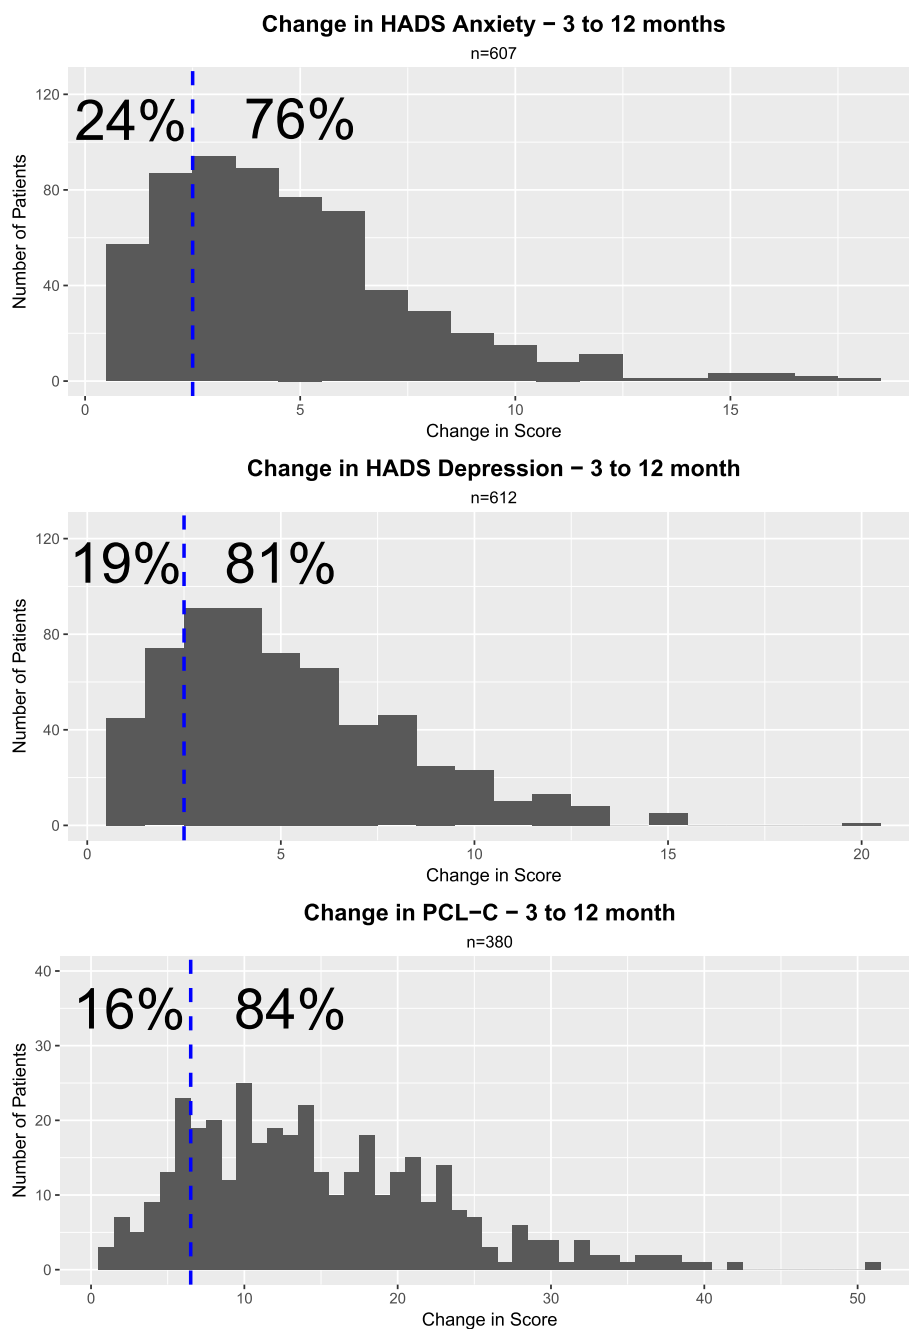 Change in HADS Anxiety − 3 to 12 months
n=607
24% 76%
120
80
40
0
Number of Patients
0 5 10 15
Change in Score
Change in HADS Depression − 3 to 12 month
n=612
19% 81%
120
80
40
0
Number of Patients
0 5 10 15 20
Change in Score
Change in PCL−C − 3 to 12 month
n=380
16% 84%
40
30
20
10
0
Number of Patients
0 10 20 30 40 50
Change in Score